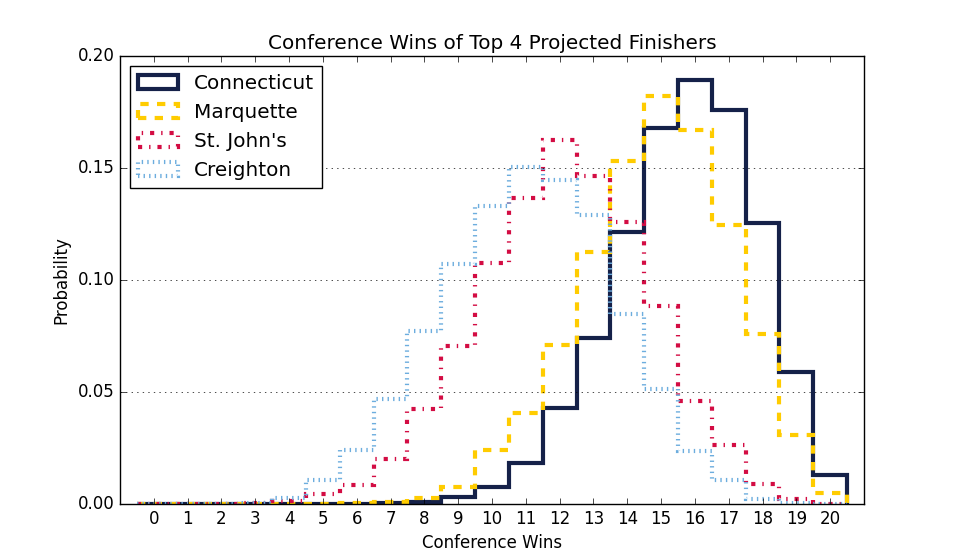 Conference Wins of Top 4 Projected Finishers
0.20
Connecticut
Marquette
St. John's
Creighton
0.15
0.10
0.05
0.00
Probability
0 1 2 3 4 5 6 7 8 9 10 11 12 13 14 15 16 17 18 19 20
Conference Wins